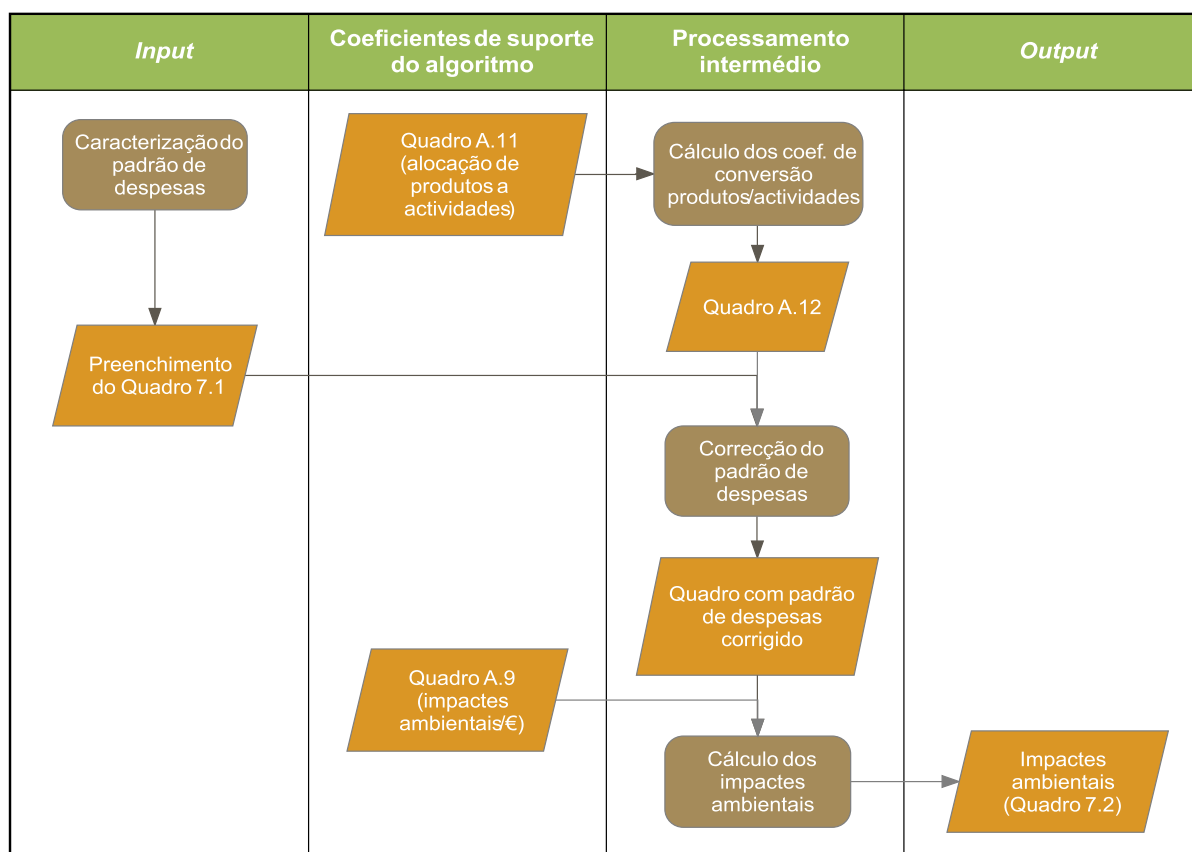 Input
Coeficientes de suporte
do algoritmo
Processamento
intermédio
Output
Caracterização do
padrão de
despesas
Quadro A.11
(alocação de
produtos a
actividades)
Cálculo dos coef. de
conversão
produtos/actividades
Quadro A.12
Preenchimento
do Quadro 7.1
Correcção do
padrão de
despesas
Quadro com padrão
de despesas
corrigido
Quadro A.9
(impactes
ambientais/€)
Cálculo dos
impactes
ambientais
Impactes
ambientais
(Quadro 7.2)